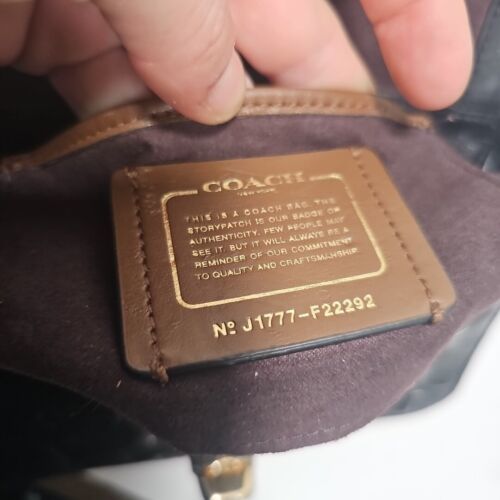 COACH
NEW YORK
THIS IS A COACH BAG. THE
STORYPATCH IS OUR BADGE OF
AUTHENTICITY. FEW PEOPLE MAY
SEE IT. BUT IT WILL ALWAYS BE A
REMINDER OF OUR COMMITMENT
TO QUALITY AND CRAFTSMANSHIP.
Nº J1777-F22292